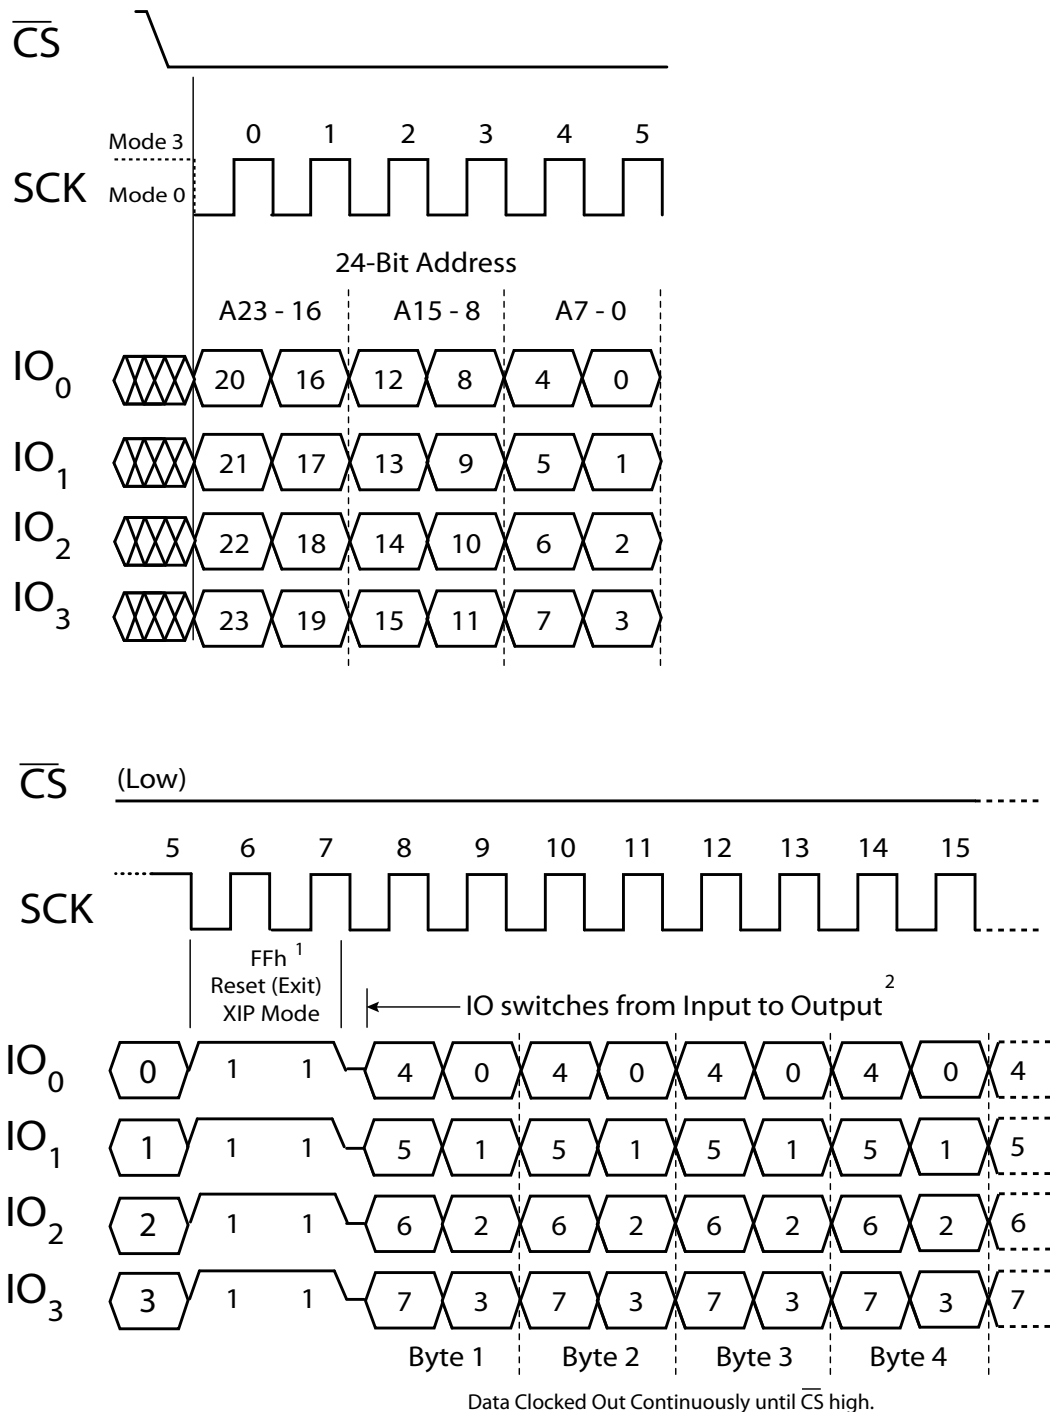 CS
Mode 3
0 1 2 3 4 5
SCK
Mode 0
24-Bit Address
A23 - 16 A15 - 8 A7 - 0
IO0 20 16 12 8 4 0
IO1 21 17 13 9 5 1
IO2 22 18 14 10 6 2
IO3 23 19 15 11 7 3
CS (Low)
5 6 7 8 9 10 11 12 13 14 15
SCK
FFh 1
Reset (Exit)
XIP Mode
IO switches from Input to Output 2
IO0 0 1 1 4 0 4 0 4 0 4 0 4
IO1 1 1 1 5 1 5 1 5 1 5 1 5
IO2 2 1 1 6 2 6 2 6 2 6 2 6
IO3 3 1 1 7 3 7 3 7 3 7 3 7
Byte 1 Byte 2 Byte 3 Byte 4
Data Clocked Out Continuously until CS high.